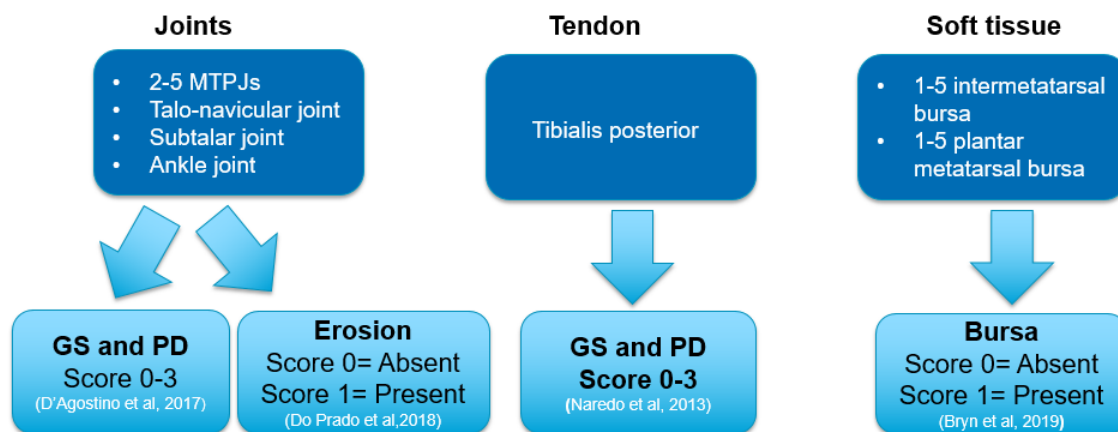 Joints
• 2-5 MTPJs
• Talo-navicular joint
• Subtalar joint
• Ankle joint
GS and PD
Score 0-3
(D'Agostino et al, 2017)
Erosion
Score 0= Absent
Score 1= Present
(Do Prado et al,2018)
Tendon
Tibialis posterior
GS and PD
Score 0-3
(Naredo et al, 2013)
Soft tissue
• 1-5 intermetatarsal
bursa
• 1-5 plantar
metatarsal bursa
Bursa
Score 0= Absent
Score 1= Present
(Bryn et al, 2019)